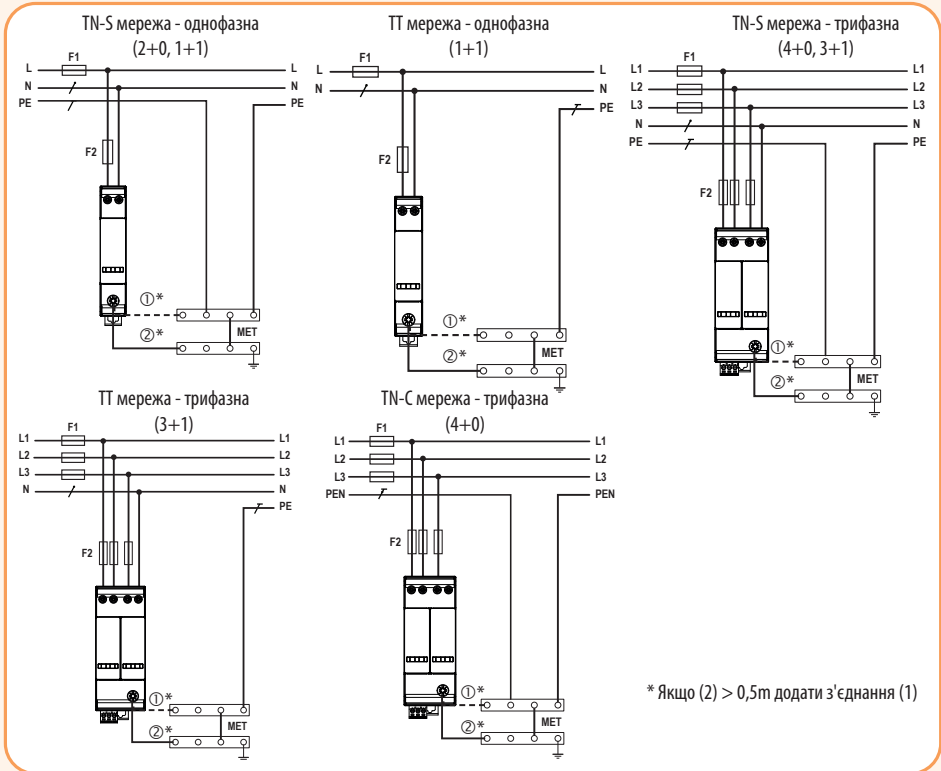 TN-S мережа - однофазна
(2+0, 1+1)
F1
L L
N N
PE PE
F2
①*
②*
MET
TT мережа - однофазна
(1+1)
F1
L L
N N
PE
F2
①*
②*
MET
TN-S мережа - трифазна
(4+0, 3+1)
F1
L1 L1
L2 L2
L3 L3
N N
PE PE
F2
①*
②*
MET
TT мережа - трифазна
(3+1)
F1
L1 L1
L2 L2
L3 L3
N N
PE
F2
①*
②*
MET
TN-C мережа - трифазна
(4+0)
F1
L1 L1
L2 L2
L3 L3
PEN PEN
F2
①*
②*
MET
* Якщо (2) > 0,5m додати з'єднання (1)